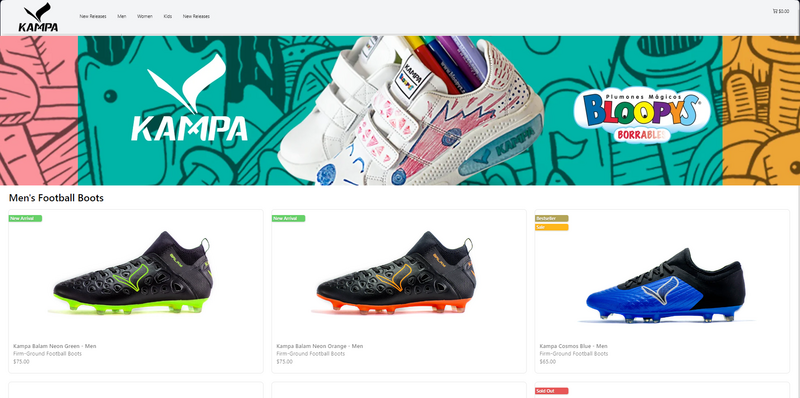 KAMPA
New Releases Men Women Kids New Releases
$0.00
KAMPA
KAMPA
Plumones Mágicos
BLOOPYS
BORRABLES
Men's Football Boots
New Arrival
New Arrival
Bestseller
Sale
Kampa Balam Neon Green - Men
Firm-Ground Football Boots
$75.00
Kampa Balam Neon Orange - Men
Firm-Ground Football Boots
$75.00
Kampa Cosmos Blue - Men
Firm-Ground Football Boots
$65.00
Sold Out